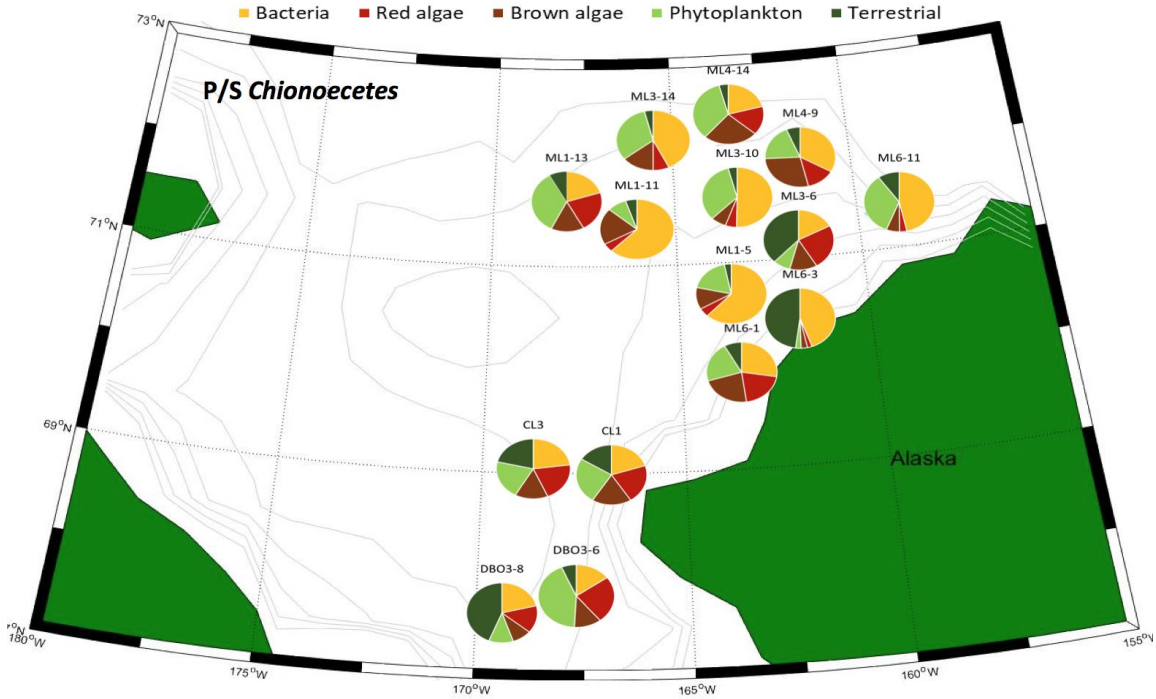 Bacteria Red algae Brown algae Phytoplankton Terrestrial
73°N
P/S Chionoecetes
ML4-14
ML3-14
ML4-9
ML1-13
ML3-10
ML6-11
ML1-11
ML3-6
71°N
ML1-5
ML6-3
ML6-1
69°N
CL3
CL1
Alaska
DBO3-6
DBO3-8
180°W
175°W
170°W
165°W
160°W
155°W